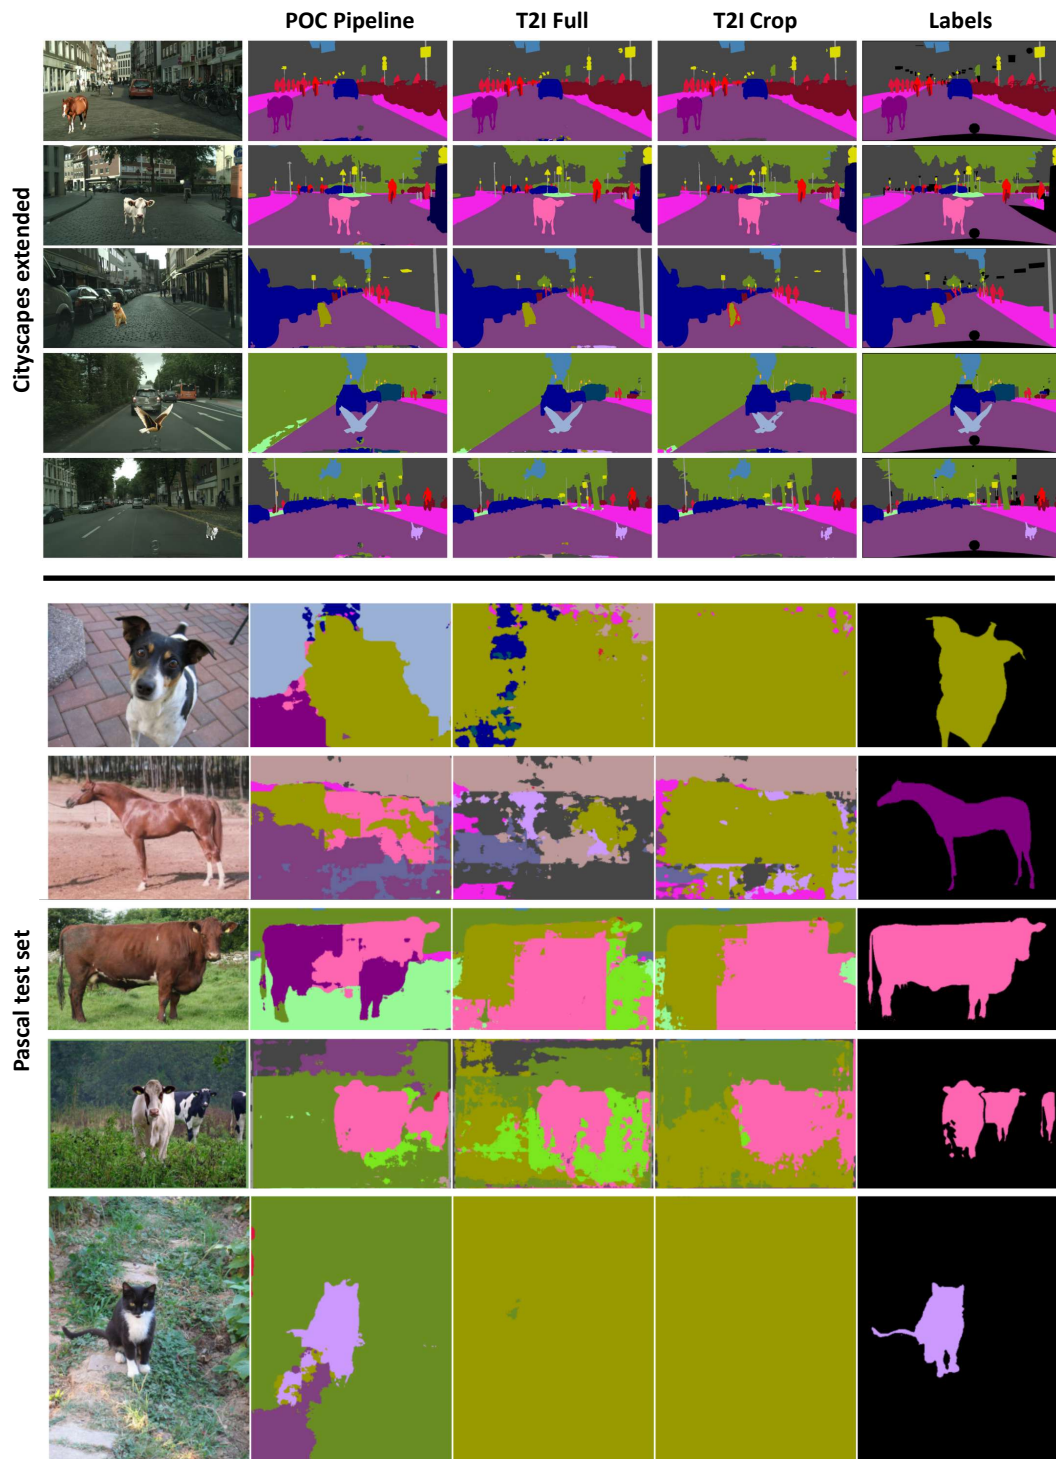 POC Pipeline
T2I Full
T2I Crop
Labels
Cityscapes extended
Pascal test set